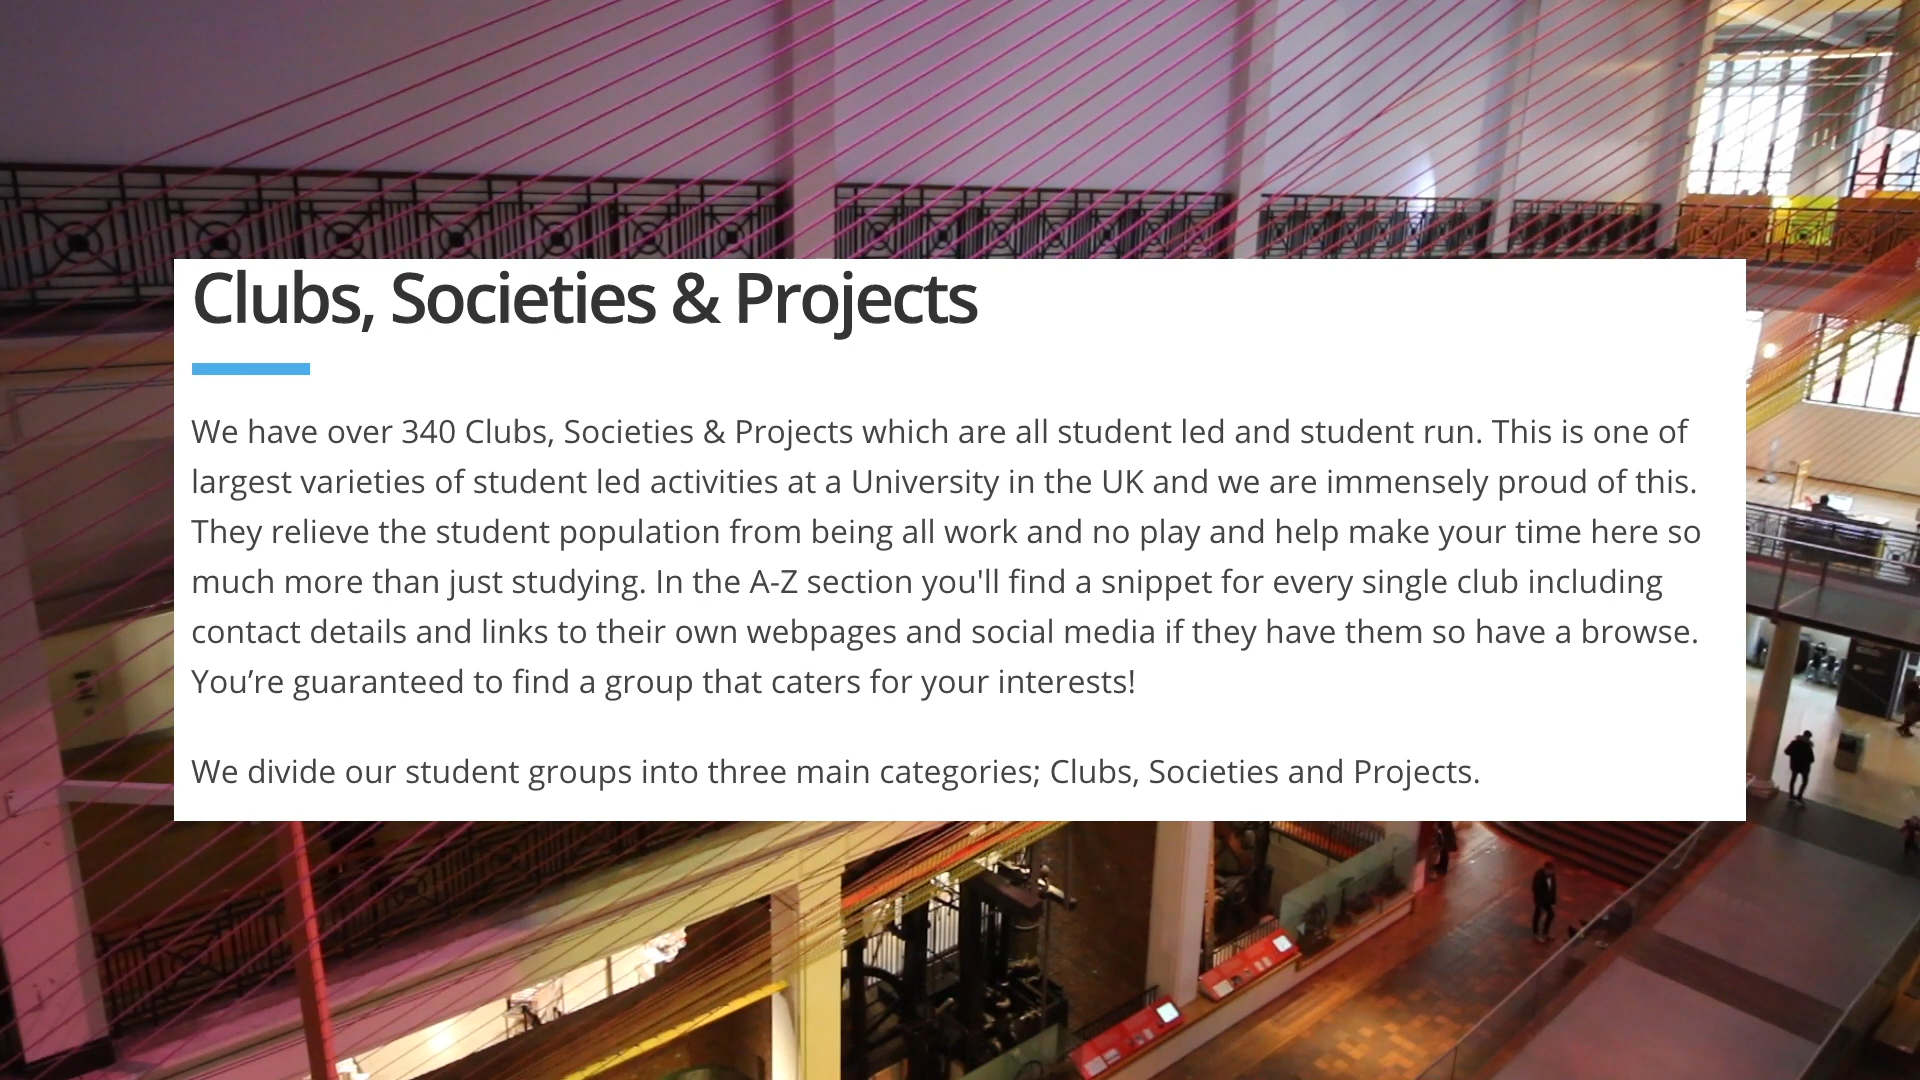 Clubs, Societies & Projects
We have over 340 Clubs, Societies & Projects which are all student led and student run. This is one of
largest varieties of student led activities at a University in the UK and we are immensely proud of this.
They relieve the student population from being all work and no play and help make your time here so
much more than just studying. In the A-Z section you'll find a snippet for every single club including
contact details and links to their own webpages and social media if they have them so have a browse.
You’re guaranteed to find a group that caters for your interests!
We divide our student groups into three main categories; Clubs, Societies and Projects.